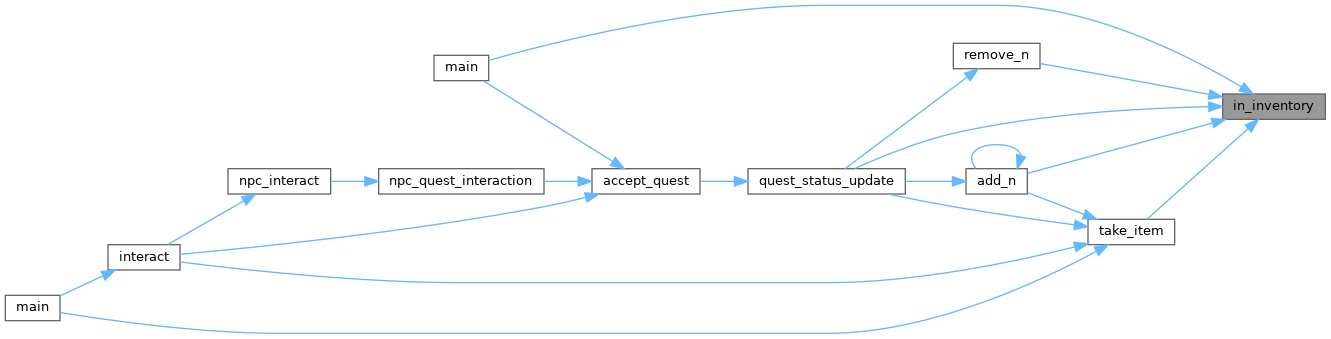 main
remove_n
in_inventory
npc_interact
npc_quest_interaction
accept_quest
quest_status_update
add_n
take_item
interact
main